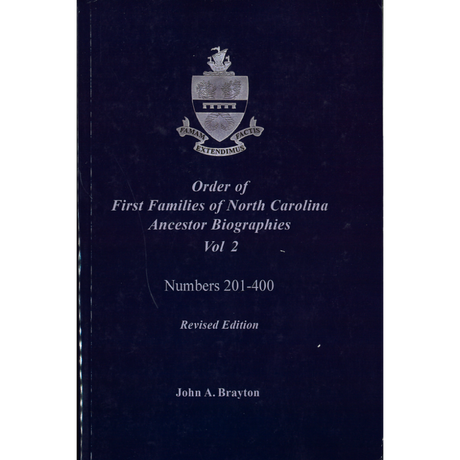 FAMAM EXTENDIMUS FACTIS
Order of
First Families of North Carolina
Ancestor Biographies
Vol 2
Numbers 201-400
Revised Edition
John A. Brayton